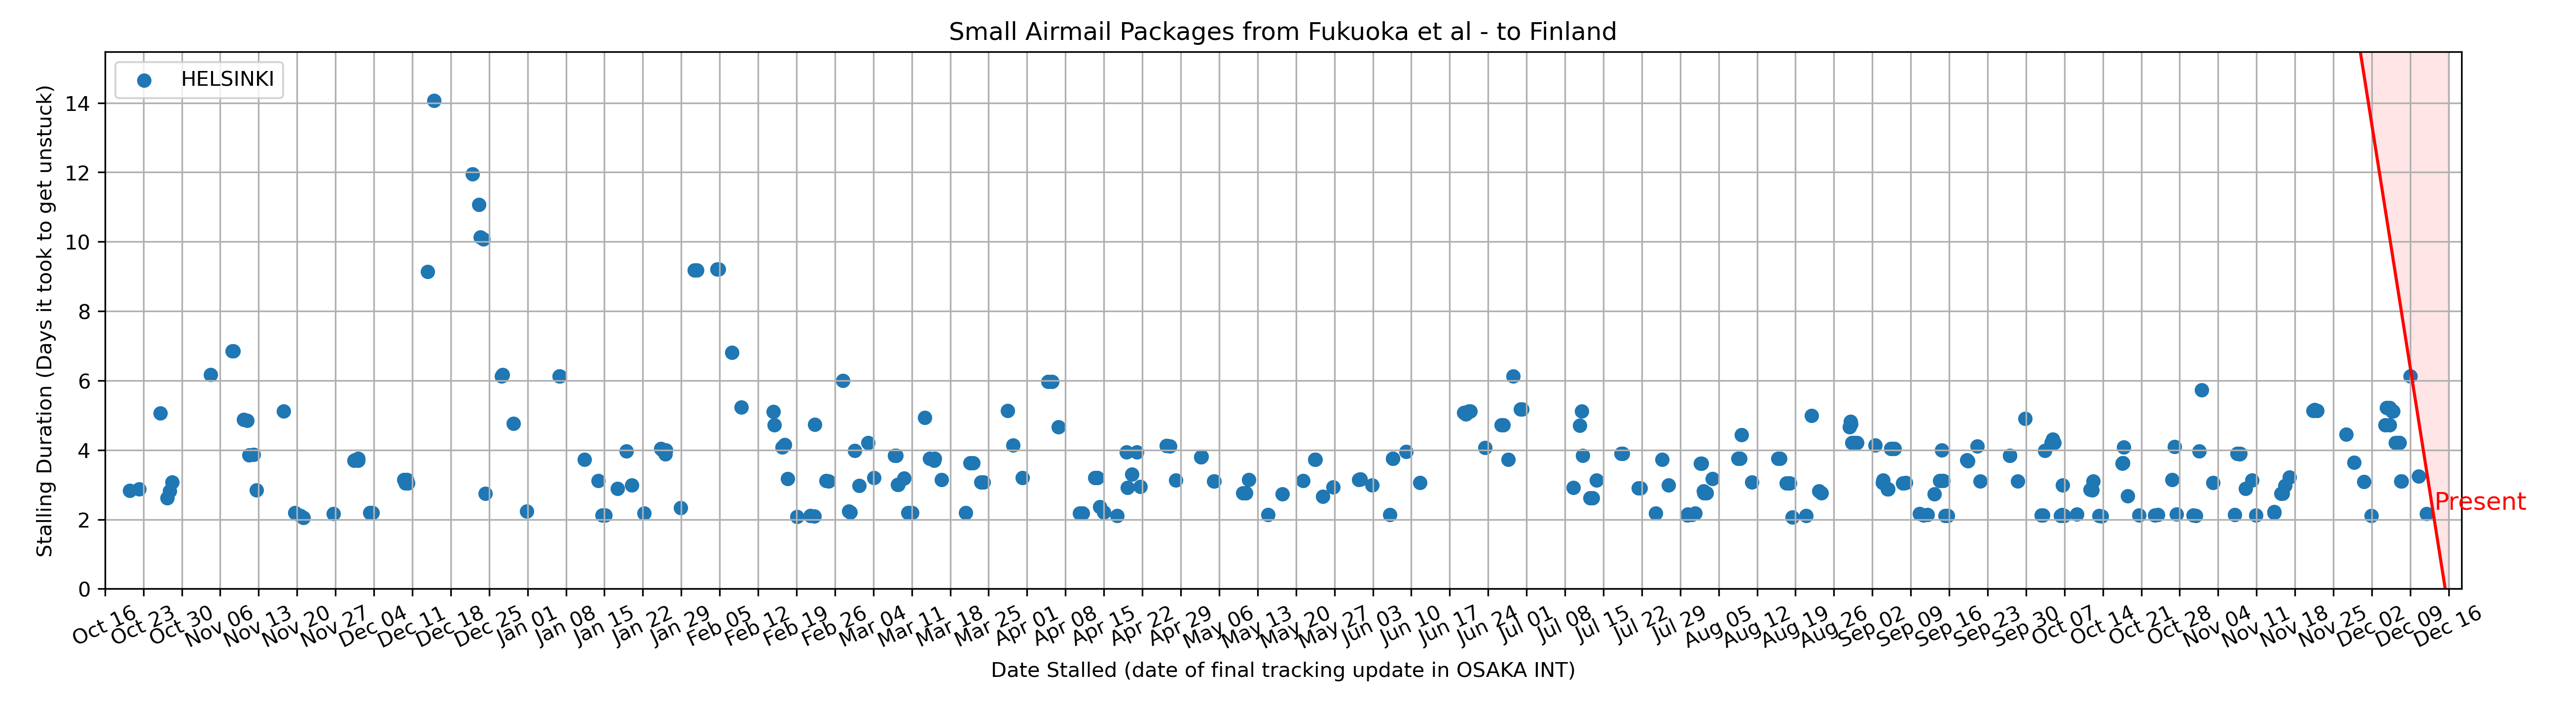 Small Airmail Packages from Fukuoka et al - to Finland
HELSINKI
Stalling Duration (Days it took to get unstuck)
14
12
10
8
6
4
2
0
Present
Oct 16
Oct 23
Oct 30
Nov 06
Nov 13
Nov 20
Nov 27
Dec 04
Dec 11
Dec 18
Dec 25
Jan 01
Jan 08
Jan 15
Jan 22
Jan 29
Feb 05
Feb 12
Feb 19
Feb 26
Mar 04
Mar 11
Mar 18
Mar 25
Apr 01
Apr 08
Apr 15
Apr 22
Apr 29
May 06
May 13
May 20
May 27
Jun 03
Jun 10
Jun 17
Jun 24
Jul 01
Jul 08
Jul 15
Jul 22
Jul 29
Aug 05
Aug 12
Aug 19
Aug 26
Sep 02
Sep 09
Sep 16
Sep 23
Sep 30
Oct 07
Oct 14
Oct 21
Oct 28
Nov 04
Nov 11
Nov 18
Nov 25
Dec 02
Dec 09
Dec 16
Date Stalled (date of final tracking update in OSAKA INT)